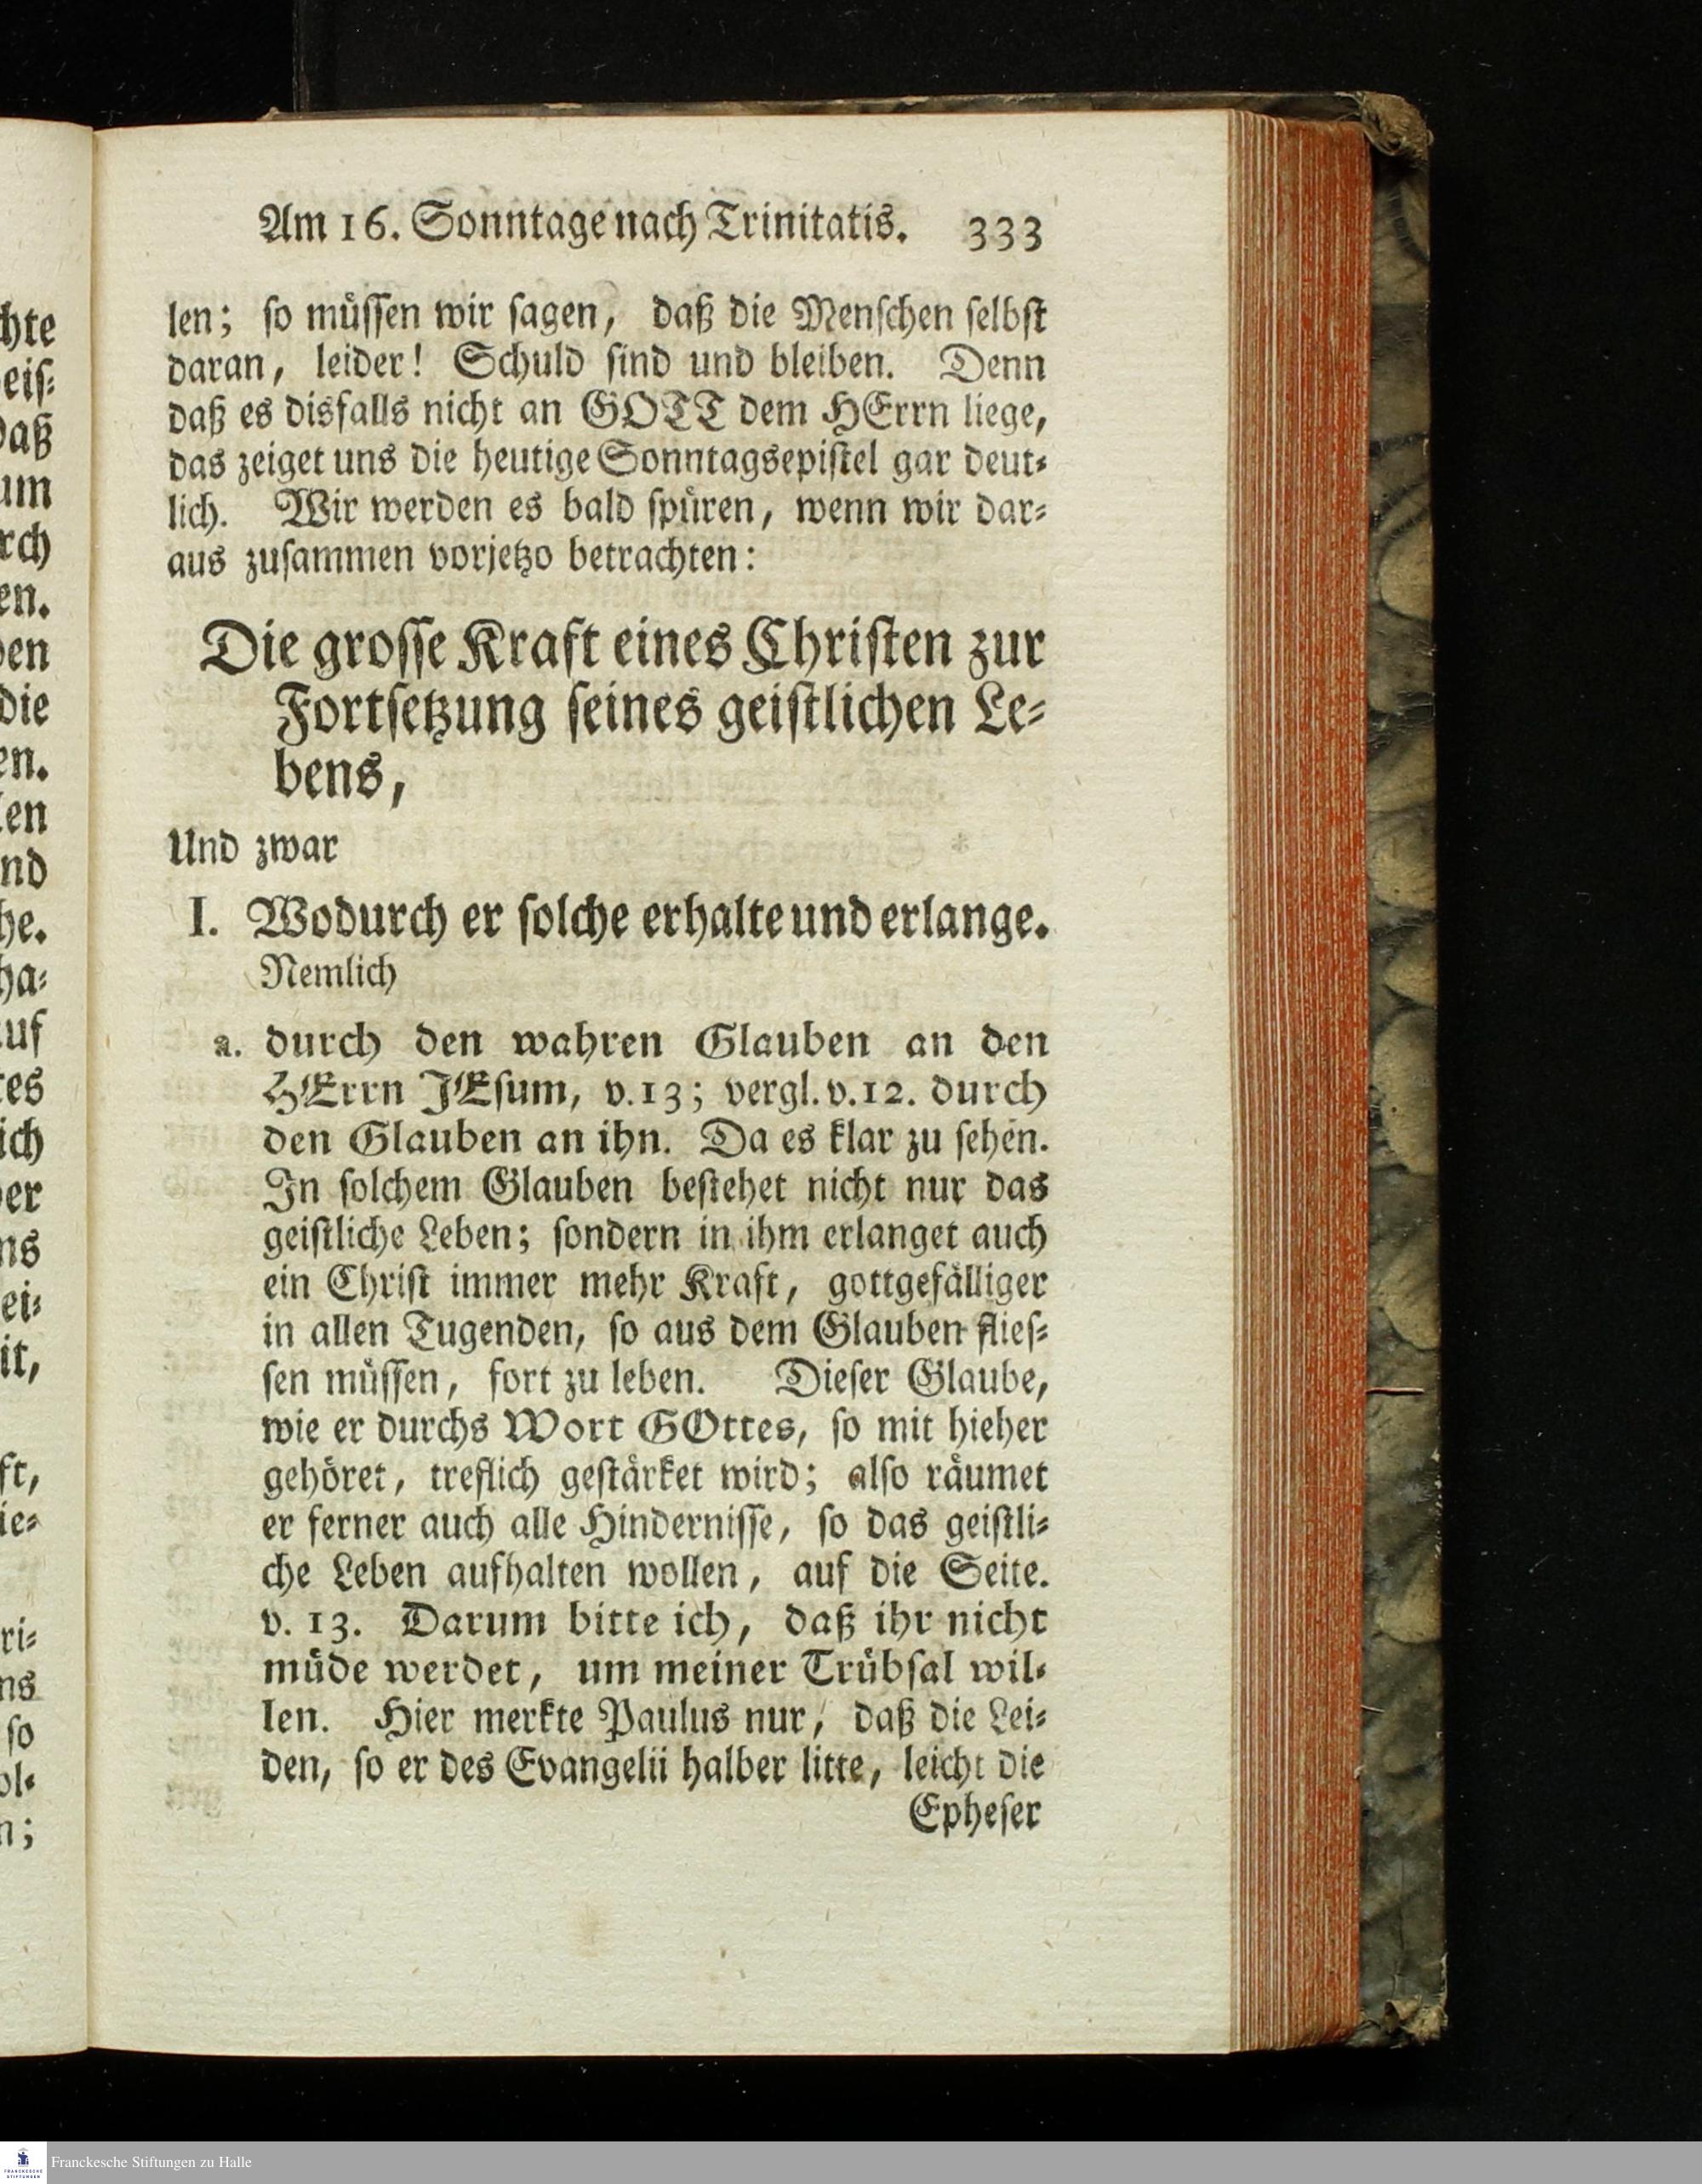 Am 16. Sonntage nach Trinitatis. 333
len; so müssen wir sagen, daß die Menschen selbst
daran, leider! Schuld sind und bleiben. Denn
daß es disfalls nicht an GOTT dem HErrn liege,
das zeiget uns die heutige Sonntagsepistel gar deut-
lich. Wir werden es bald spüren, wenn wir dar-
aus zusammen vorjetzo betrachten:
Die grosse Kraft eines Christen zur
Fortsetzung seines geistlichen Le-
bens,
Und zwar
I. Wodurch er solche erhalte und erlange.
Nemlich
a. durch den wahren Glauben an den
HErrn JEsum, v. 13; vergl. v. 12. durch
den Glauben an ihn. Da es klar zu sehen.
In solchem Glauben bestehet nicht nur das
geistliche Leben; sondern in ihm erlanget auch
ein Christ immer mehr Kraft, gottgefälliger
in allen Tugenden, so aus dem Glauben flies-
sen müssen, fort zu leben. Dieser Glaube,
wie er durchs Wort GOttes, so mit hieher
gehöret, treflich gestärket wird; also räumet
er ferner auch alle Hindernisse, so das geistli-
che Leben aufhalten wollen, auf die Seite.
v. 13. Darum bitte ich, daß ihr nicht
müde werdet, um meiner Trübsal wil-
len. Hier merkte Paulus nur, daß die Lei-
den, so er des Evangelii halber litte, leicht die
Epheser
Franckesche Stiftungen zu Halle